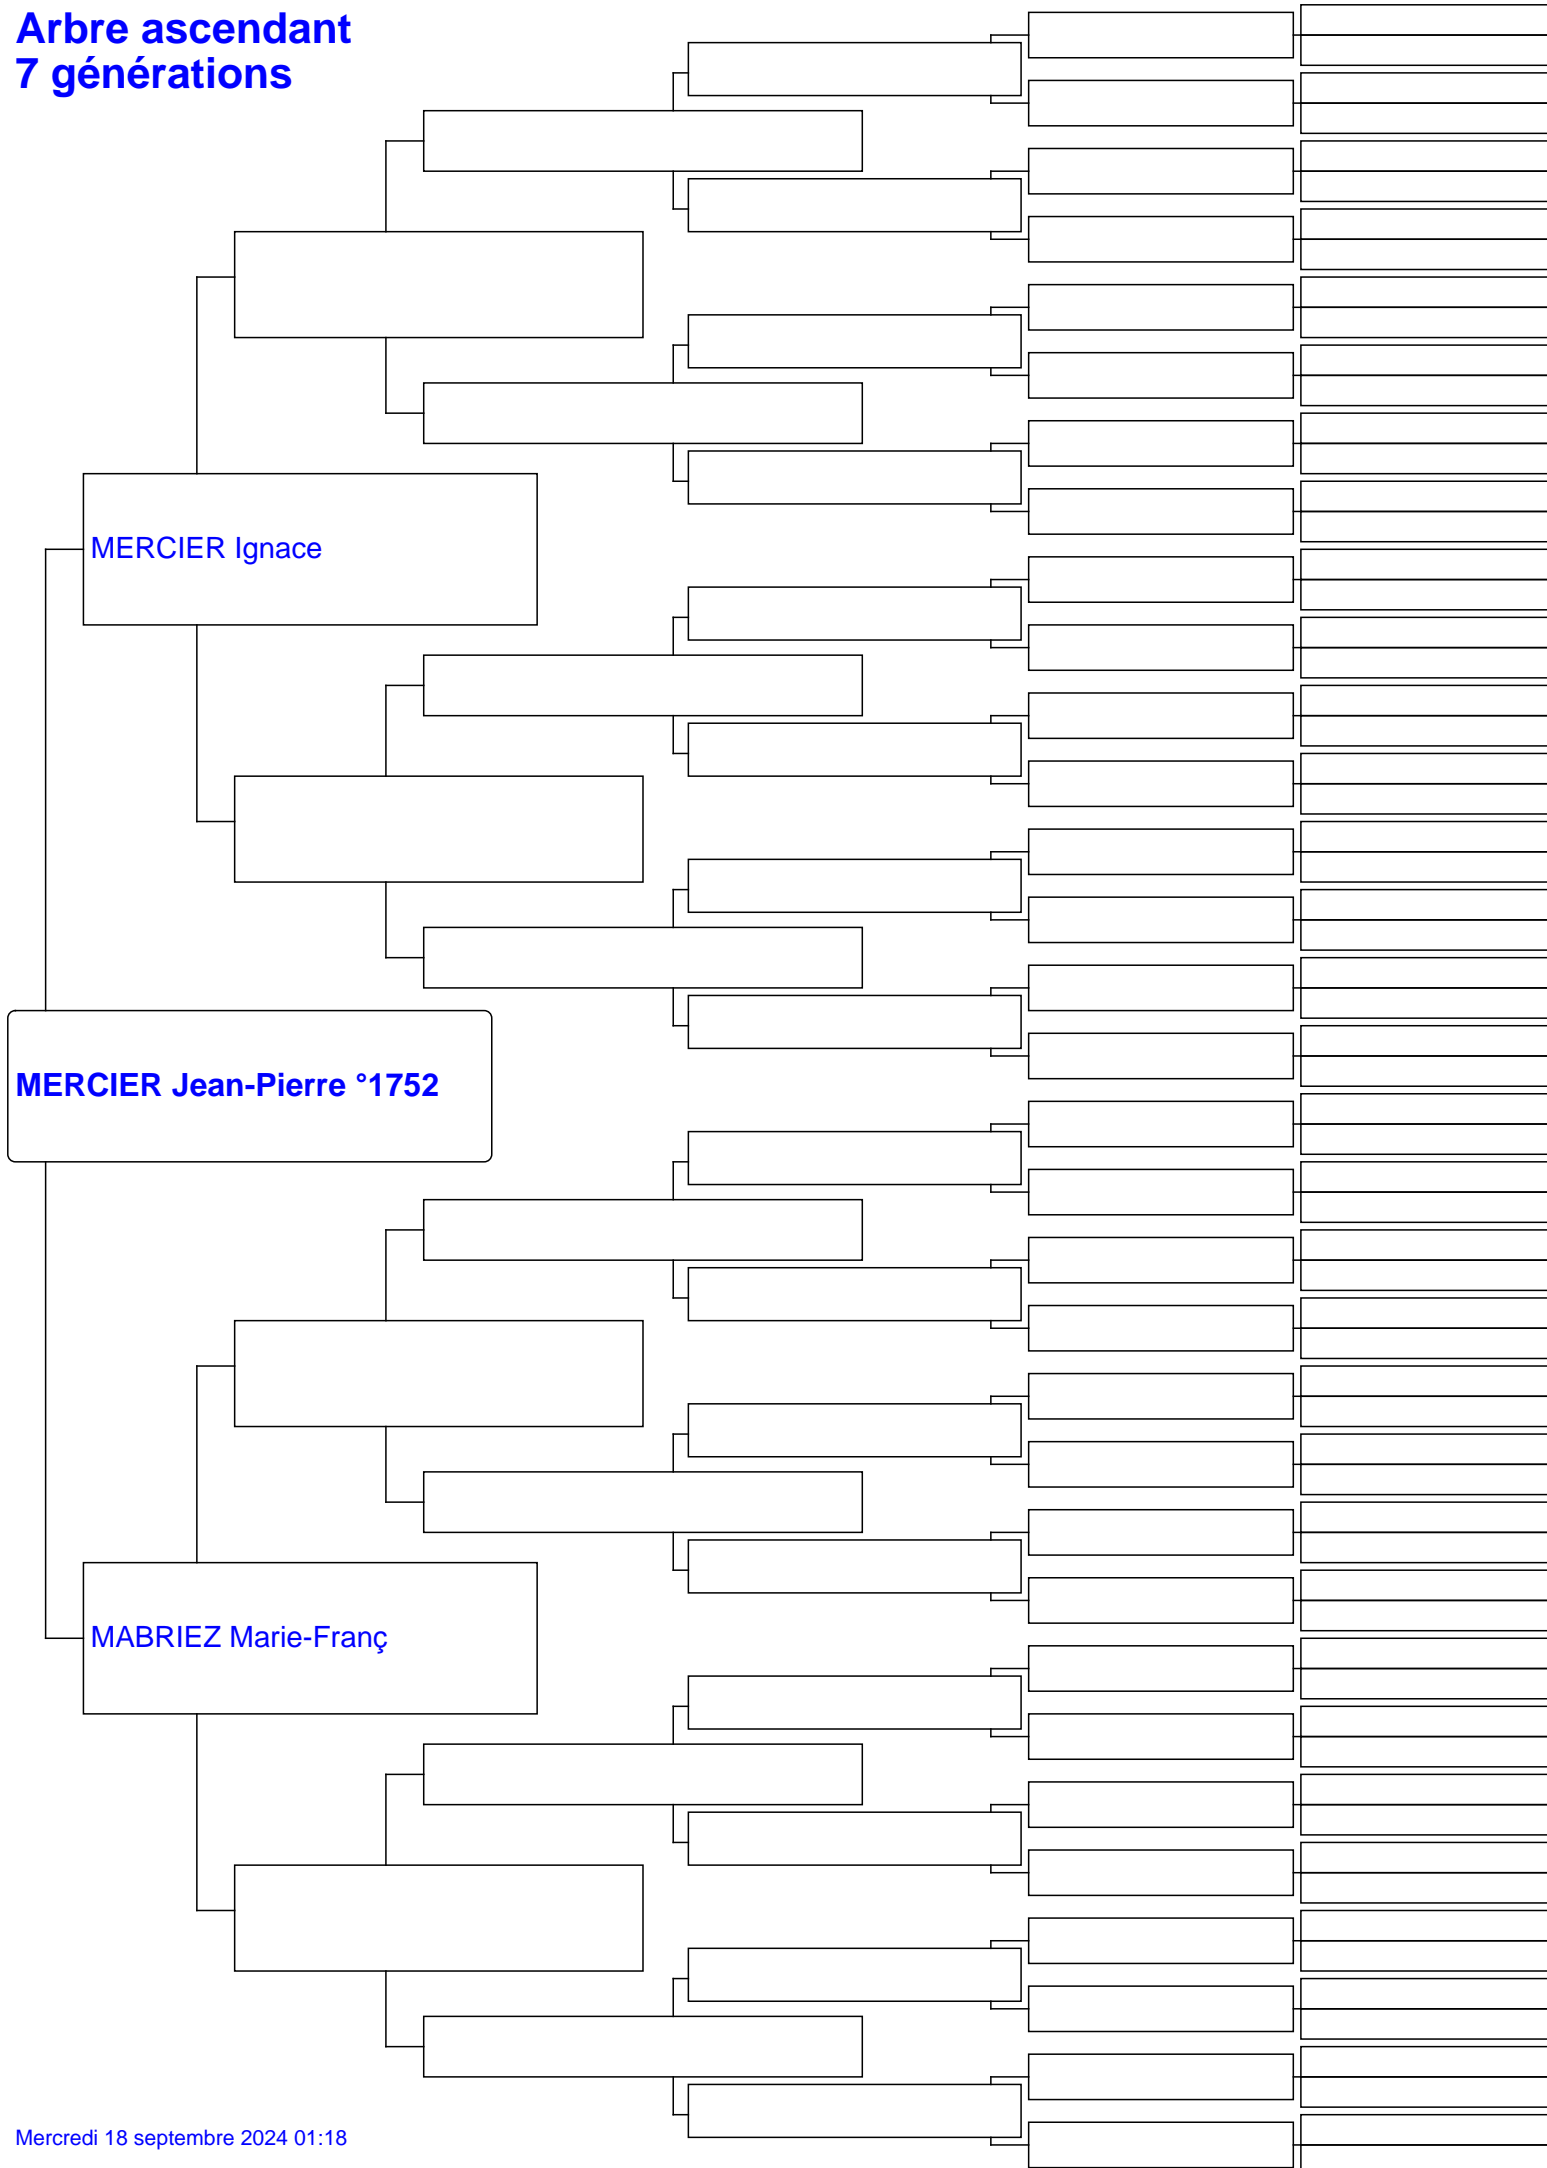 Arbre ascendant
7 générations
MERCIER Ignace
MERCIER Jean-Pierre °1752
MABRIEZ Marie-Franç
Mercredi 18 septembre 2024 01:18